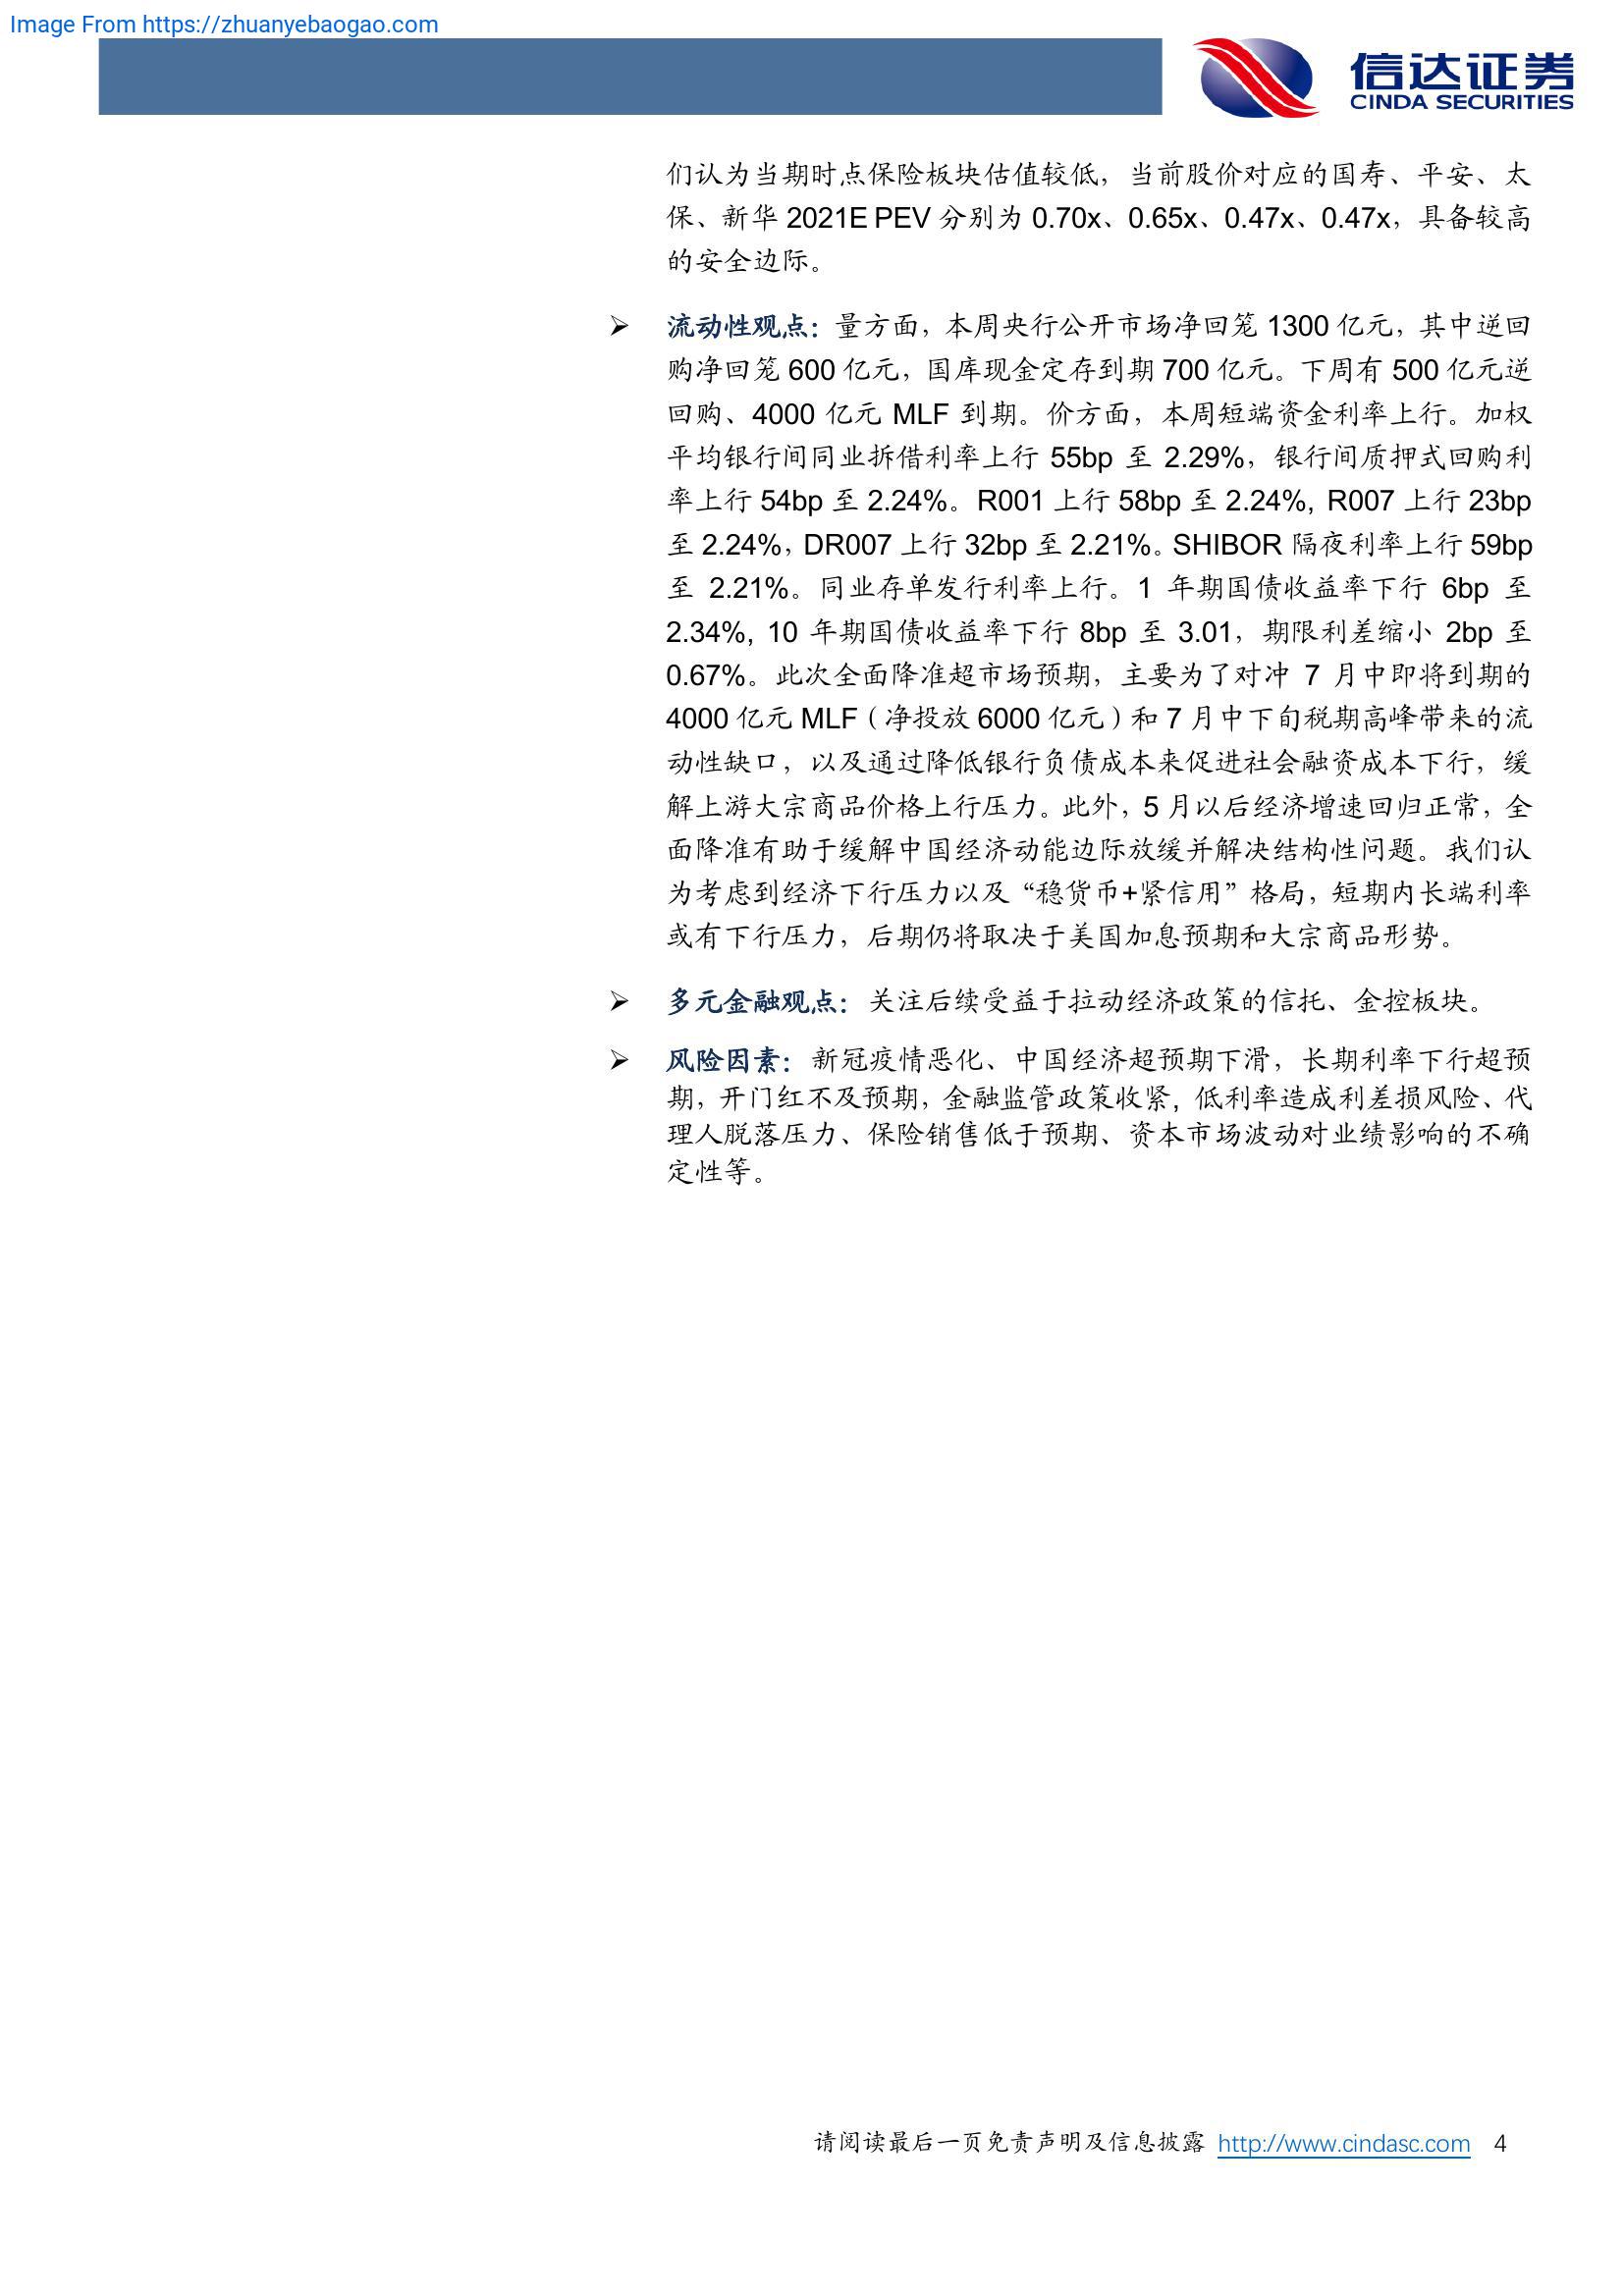 Image From https://zhuanyebaogao.com
信达证券
CINDA SECURITIES
们认为当期时点保险板块估值较低，当前股价对应的国寿、平安、太
保、新华 2021E PEV 分别为 0.70x、0.65x、0.47x、0.47x，具备较高
的安全边际。
➢ 流动性观点：量方面，本周央行公开市场净回笼 1300 亿元，其中逆回
购净回笼 600 亿元，国库现金定存到期 700 亿元。下周有 500 亿元逆
回购、4000 亿元 MLF 到期。价方面，本周短端资金利率上行。加权
平均银行间同业拆借利率上行 55bp 至 2.29%，银行间质押式回购利
率上行 54bp 至 2.24%。R001 上行 58bp 至 2.24%, R007 上行 23bp
至 2.24%，DR007 上行 32bp 至 2.21%。SHIBOR 隔夜利率上行 59bp
至 2.21%。同业存单发行利率上行。1 年期国债收益率下行 6bp 至
2.34%, 10 年期国债收益率下行 8bp 至 3.01，期限利差缩小 2bp 至
0.67%。此次全面降准超市场预期，主要为了对冲 7 月中即将到期的
4000 亿元 MLF（净投放 6000 亿元）和 7 月中下旬税期高峰带来的流
动性缺口，以及通过降低银行负债成本来促进社会融资成本下行，缓
解上游大宗商品价格上行压力。此外，5 月以后经济增速回归正常，全
面降准有助于缓解中国经济动能边际放缓并解决结构性问题。我们认
为考虑到经济下行压力以及“稳货币+紧信用”格局，短期内长端利率
或有下行压力，后期仍将取决于美国加息预期和大宗商品形势。
➢ 多元金融观点：关注后续受益于拉动经济政策的信托、金控板块。
➢ 风险因素：新冠疫情恶化、中国经济超预期下滑，长期利率下行超预
期，开门红不及预期，金融监管政策收紧, 低利率造成利差损风险、代
理人脱落压力、保险销售低于预期、资本市场波动对业绩影响的不确
定性等。
请阅读最后一页免责声明及信息披露 http://www.cindasc.com 4